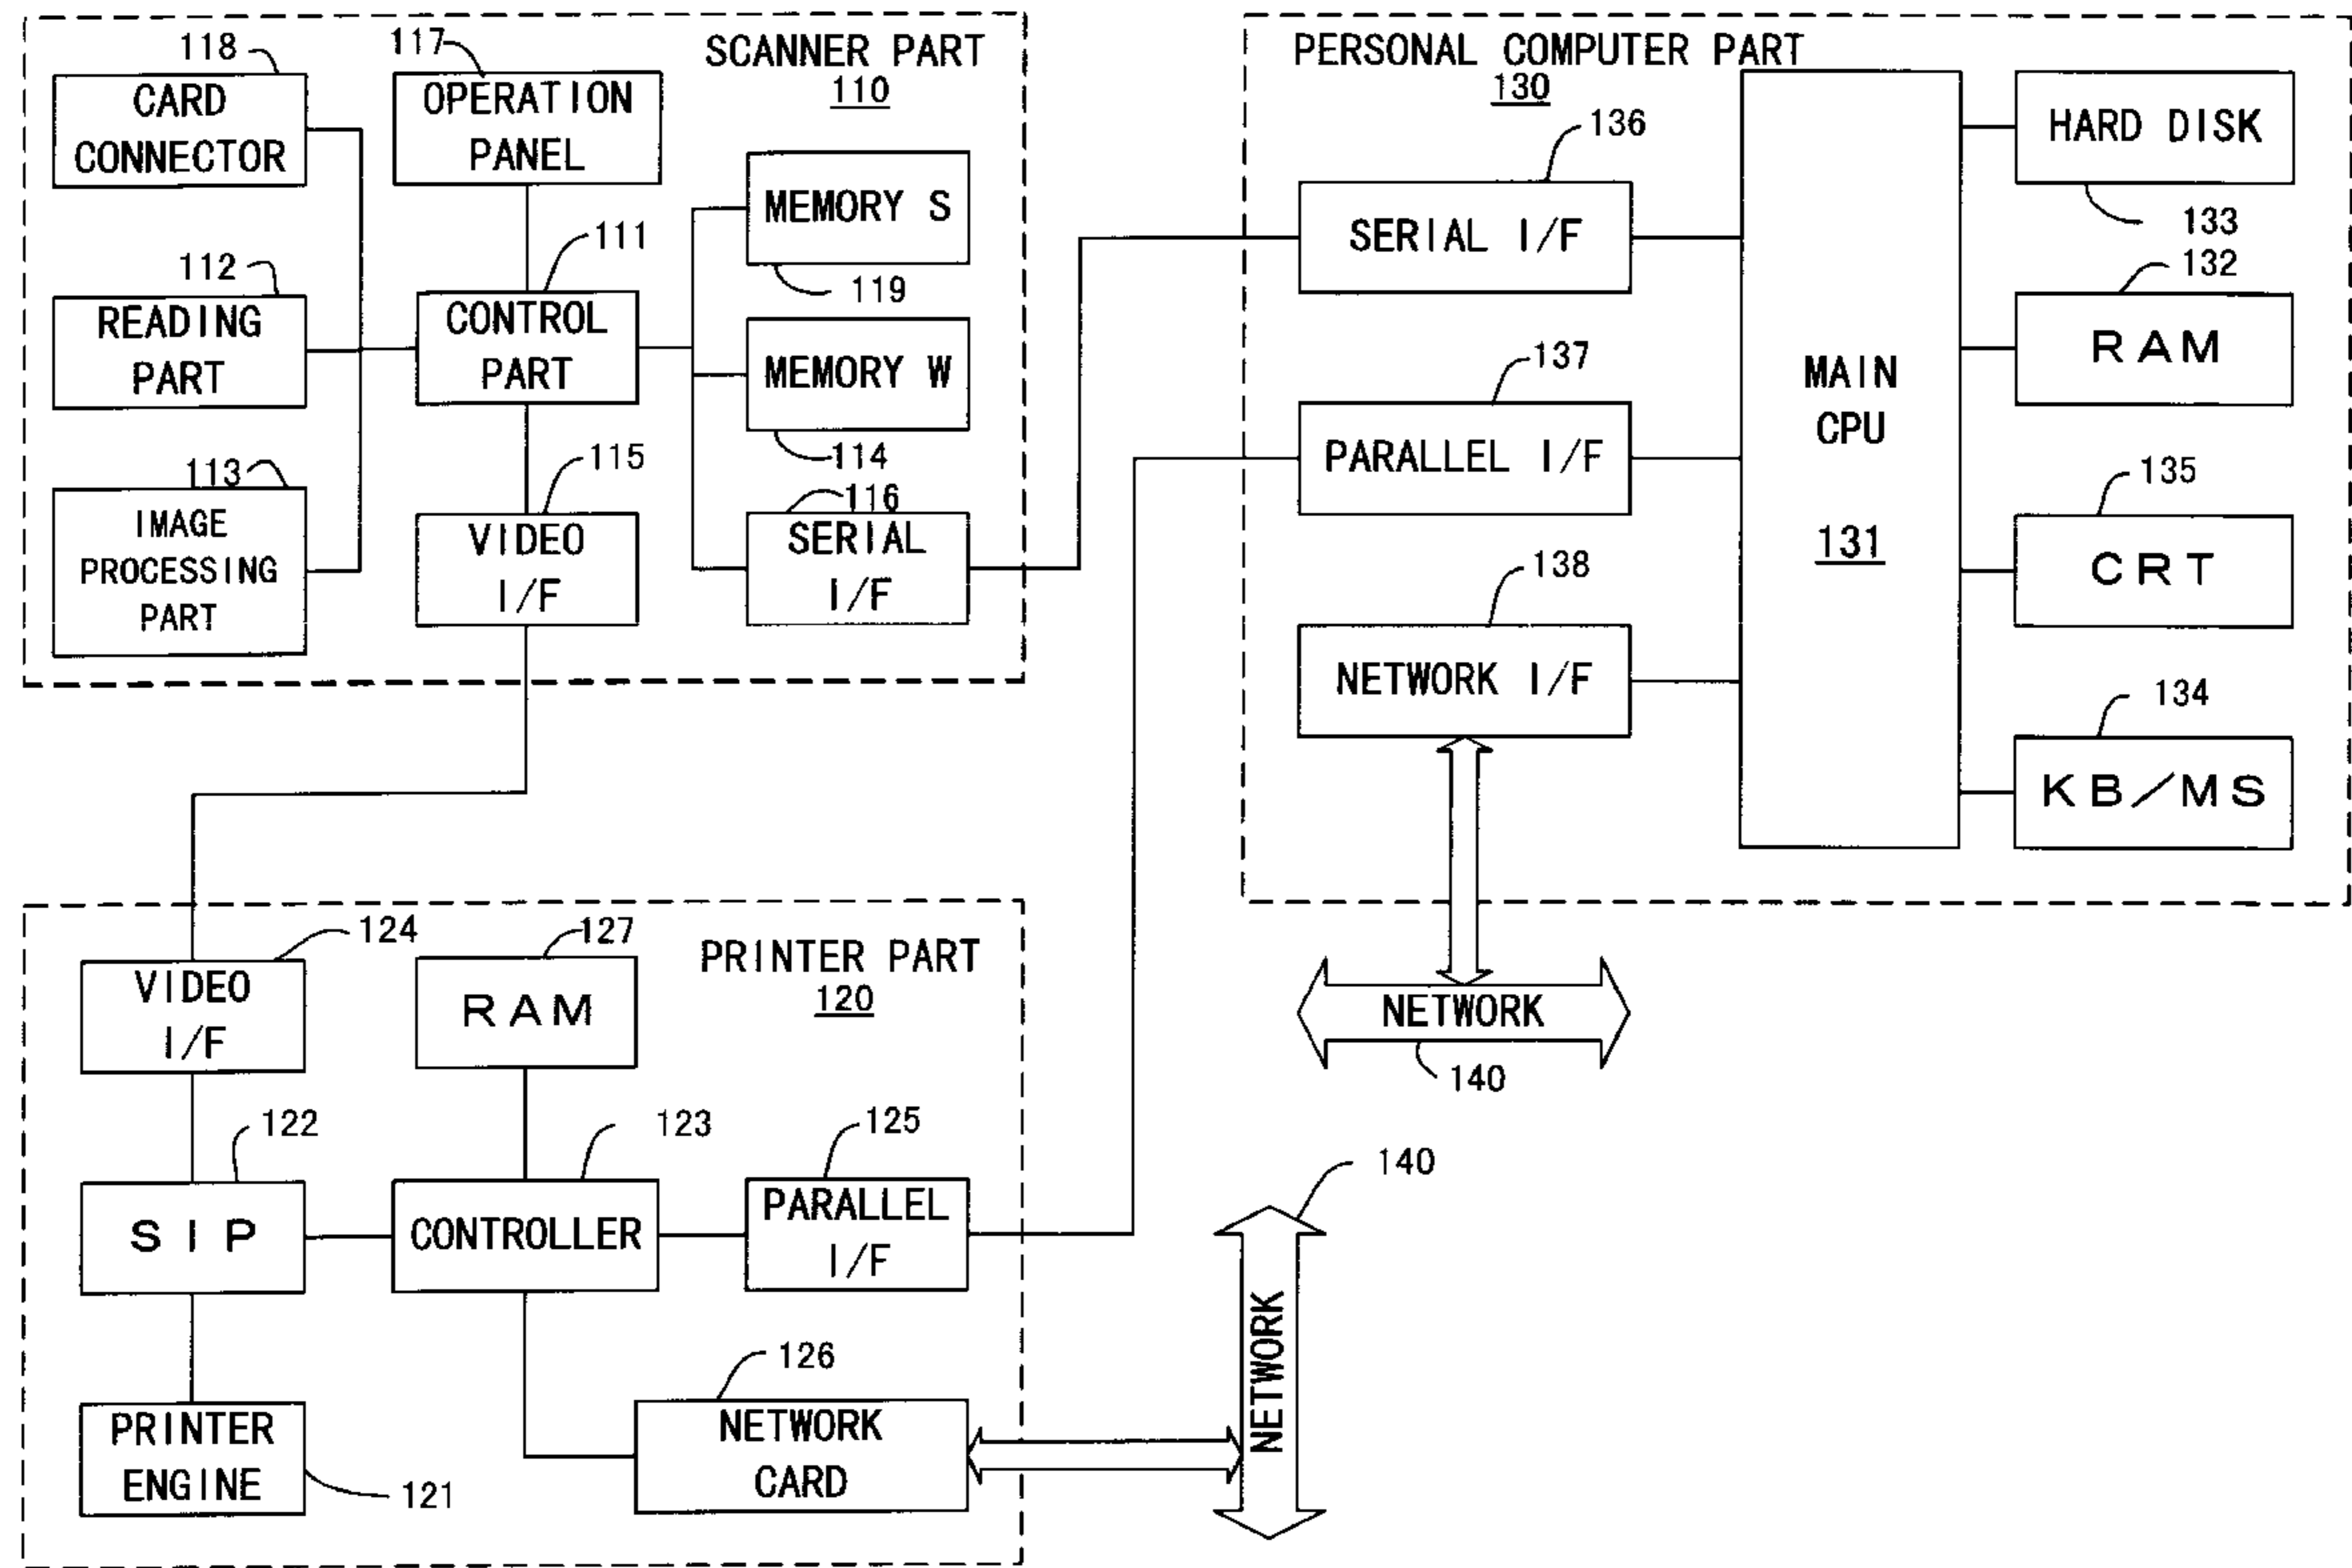 SCANNER PART
110
118
CARD
CONNECTOR
117
OPERATION
PANEL
MEMORY S
119
112
READING
PART
111
CONTROL
PART
MEMORY W
114
113
IMAGE
PROCESSING
PART
115
VIDEO
I/F
116
SERIAL
I/F
PERSONAL COMPUTER PART
130
136
SERIAL I/F
137
PARALLEL I/F
138
NETWORK I/F
MAIN
CPU
131
HARD DISK
133
132
RAM
135
CRT
134
KB/MS
NETWORK
140
PRINTER PART
120
124
VIDEO
I/F
127
RAM
122
SIP
123
CONTROLLER
125
PARALLEL
I/F
PRINTER
ENGINE
121
126
NETWORK
CARD
140
NETWORK